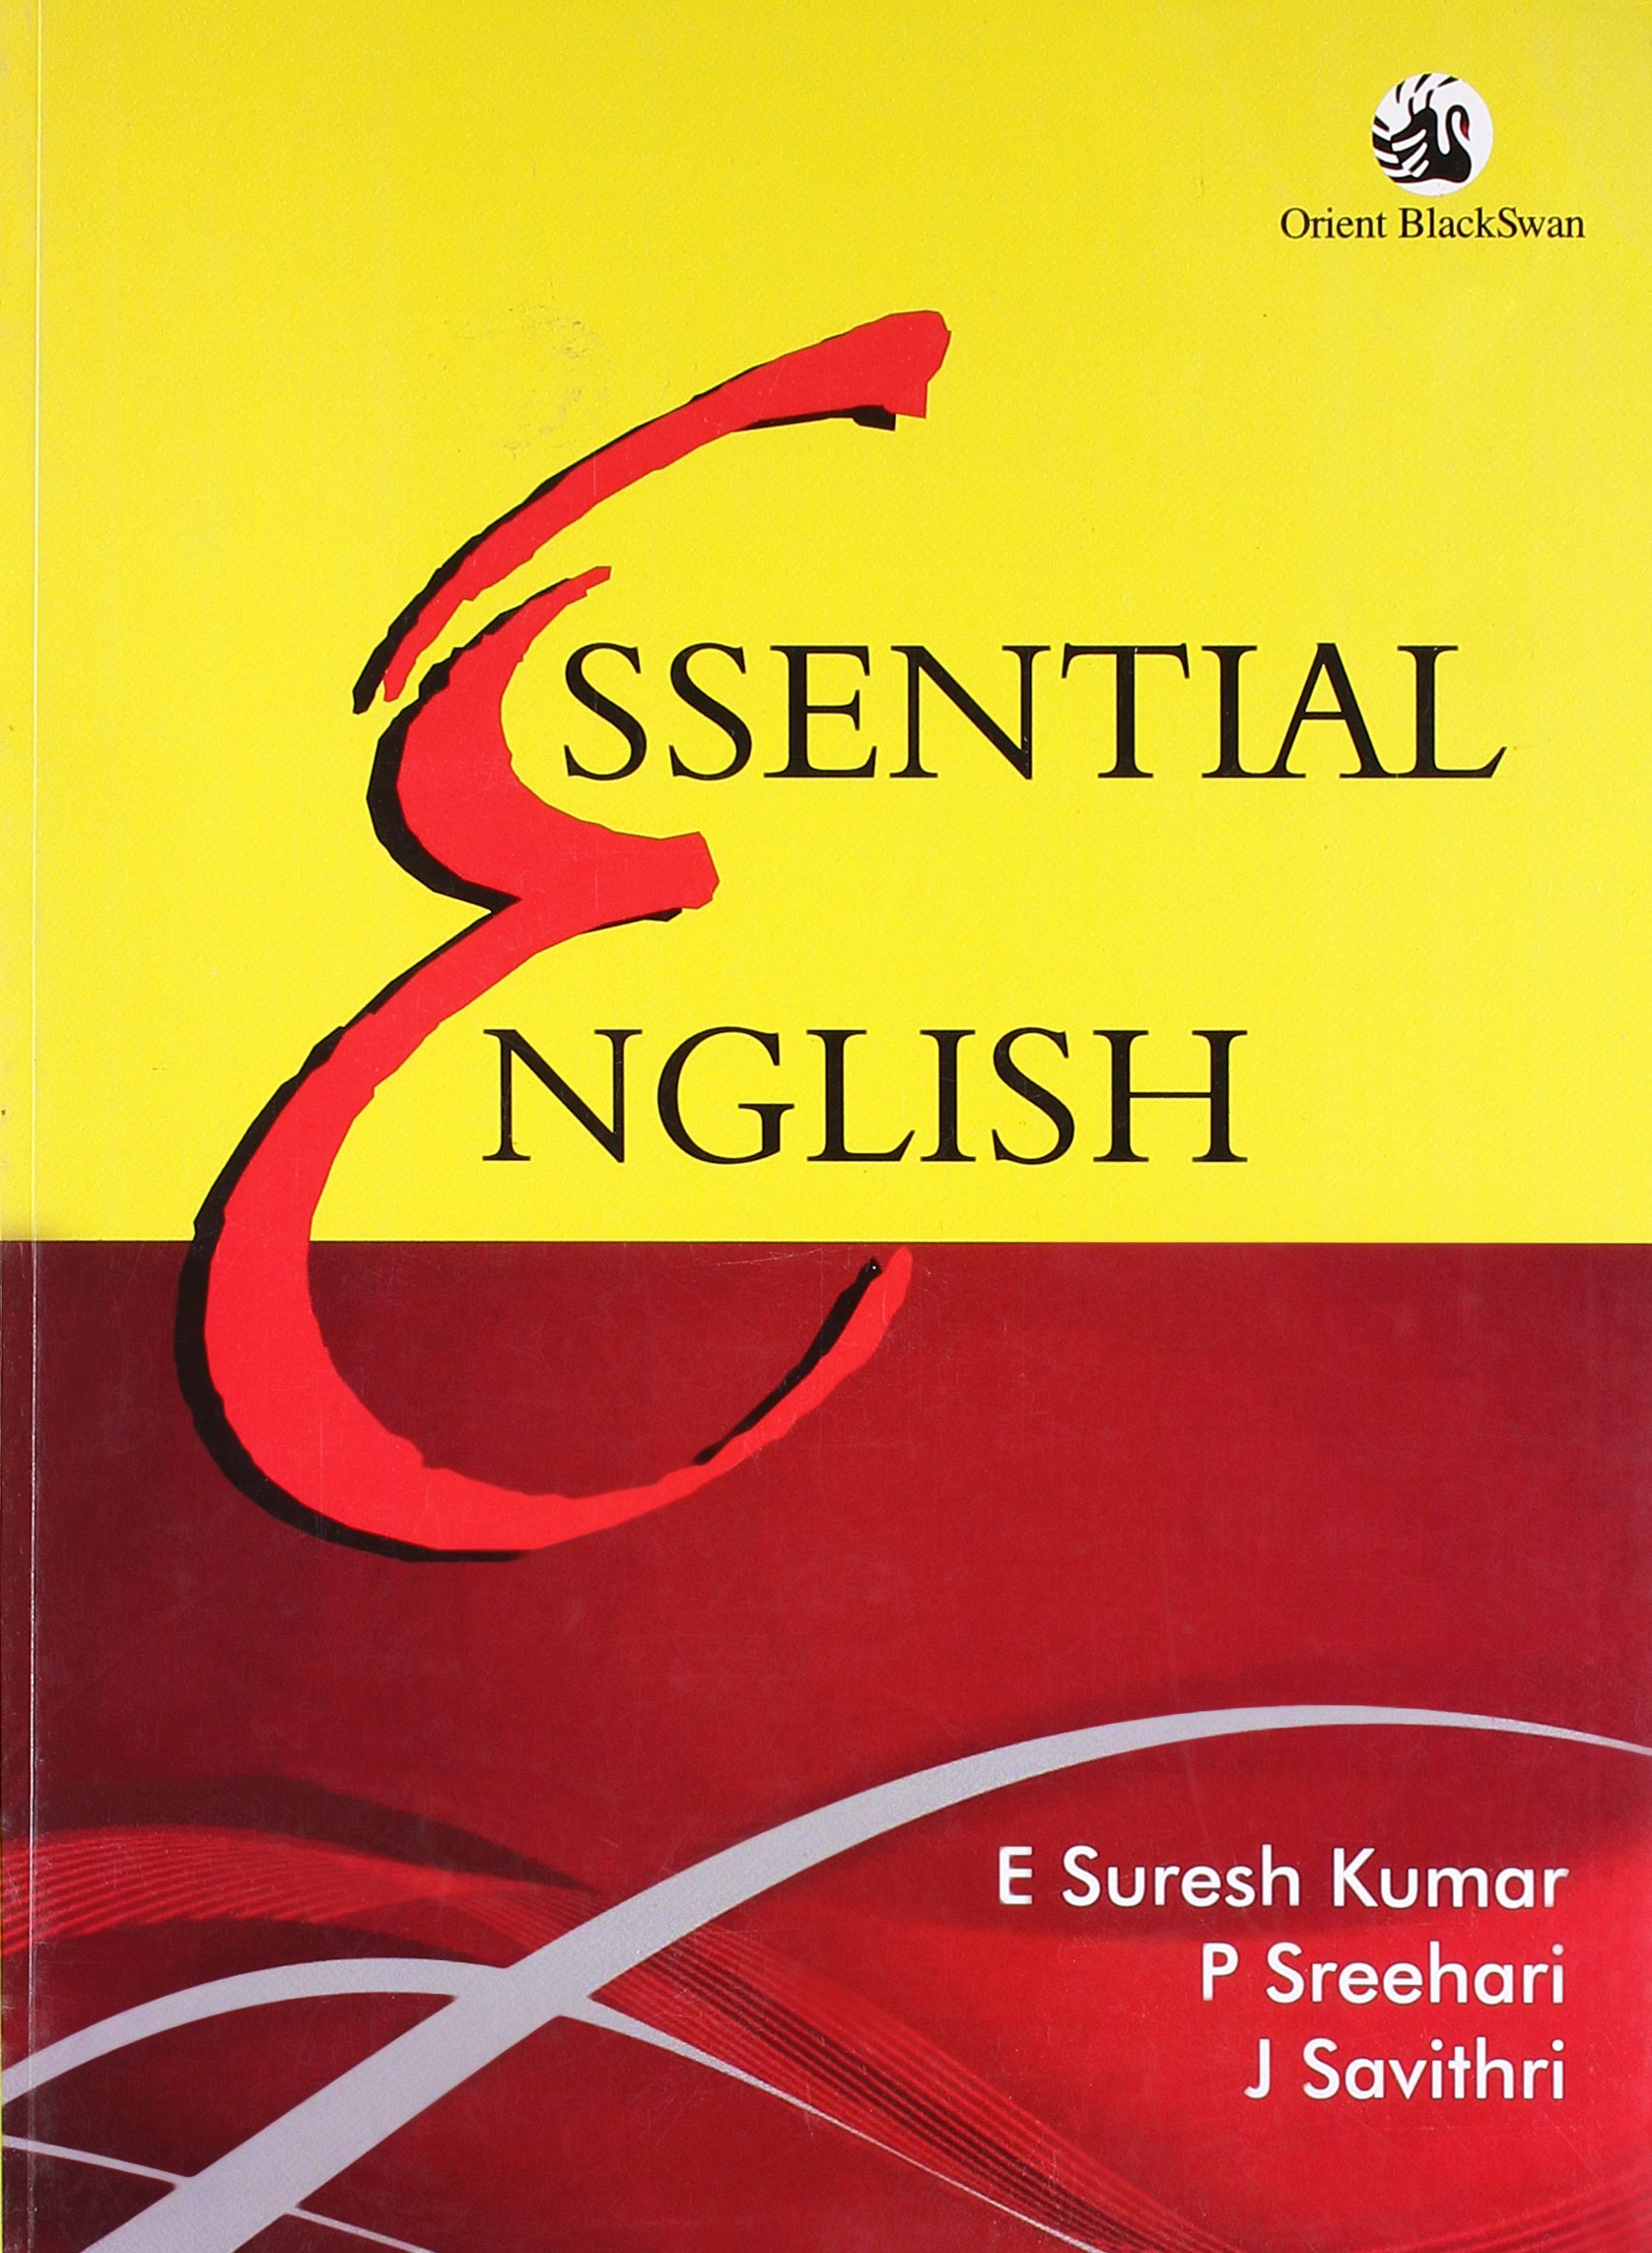 Orient BlackSwan
ESSENTIAL
ENGLISH
E Suresh Kumar
P Sreehari
J Savithri